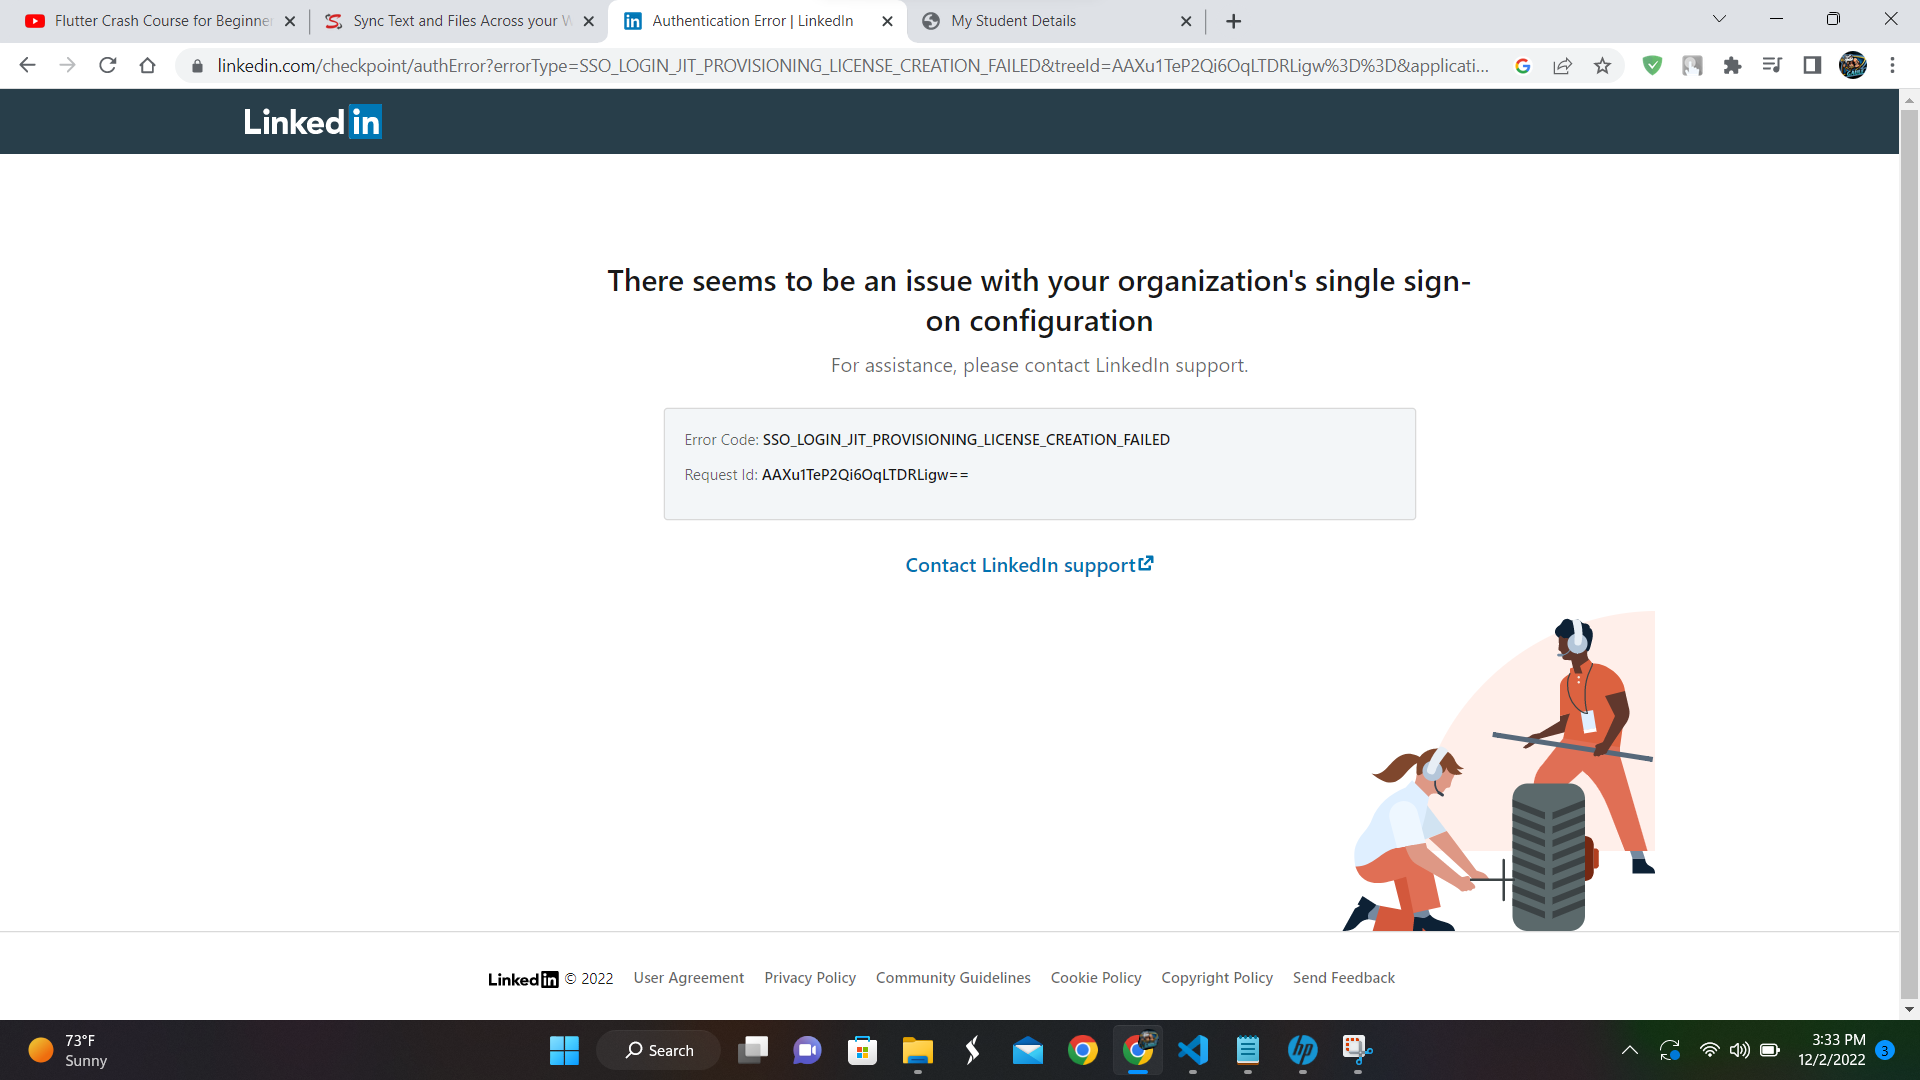 Flutter Crash Course for Beginner
Sync Text and Files Across your W
Authentication Error | LinkedIn
My Student Details
linkedin.com/checkpoint/authError?errorType=SSO_LOGIN_JIT_PROVISIONING_LICENSE_CREATION_FAILED&treeId=AAXu1TeP2Qi6OqLTDRLigw%3D%3D&applicati...
Linked in
There seems to be an issue with your organization's single sign-
on configuration
For assistance, please contact LinkedIn support.
Error Code: SSO_LOGIN_JIT_PROVISIONING_LICENSE_CREATION_FAILED
Request Id: AAXu1TeP2Qi6OqLTDRLigw==
Contact LinkedIn support
Linked in © 2022 User Agreement Privacy Policy Community Guidelines Cookie Policy Copyright Policy Send Feedback
73°F
Sunny
Search
hp
3:33 PM
12/2/2022
3